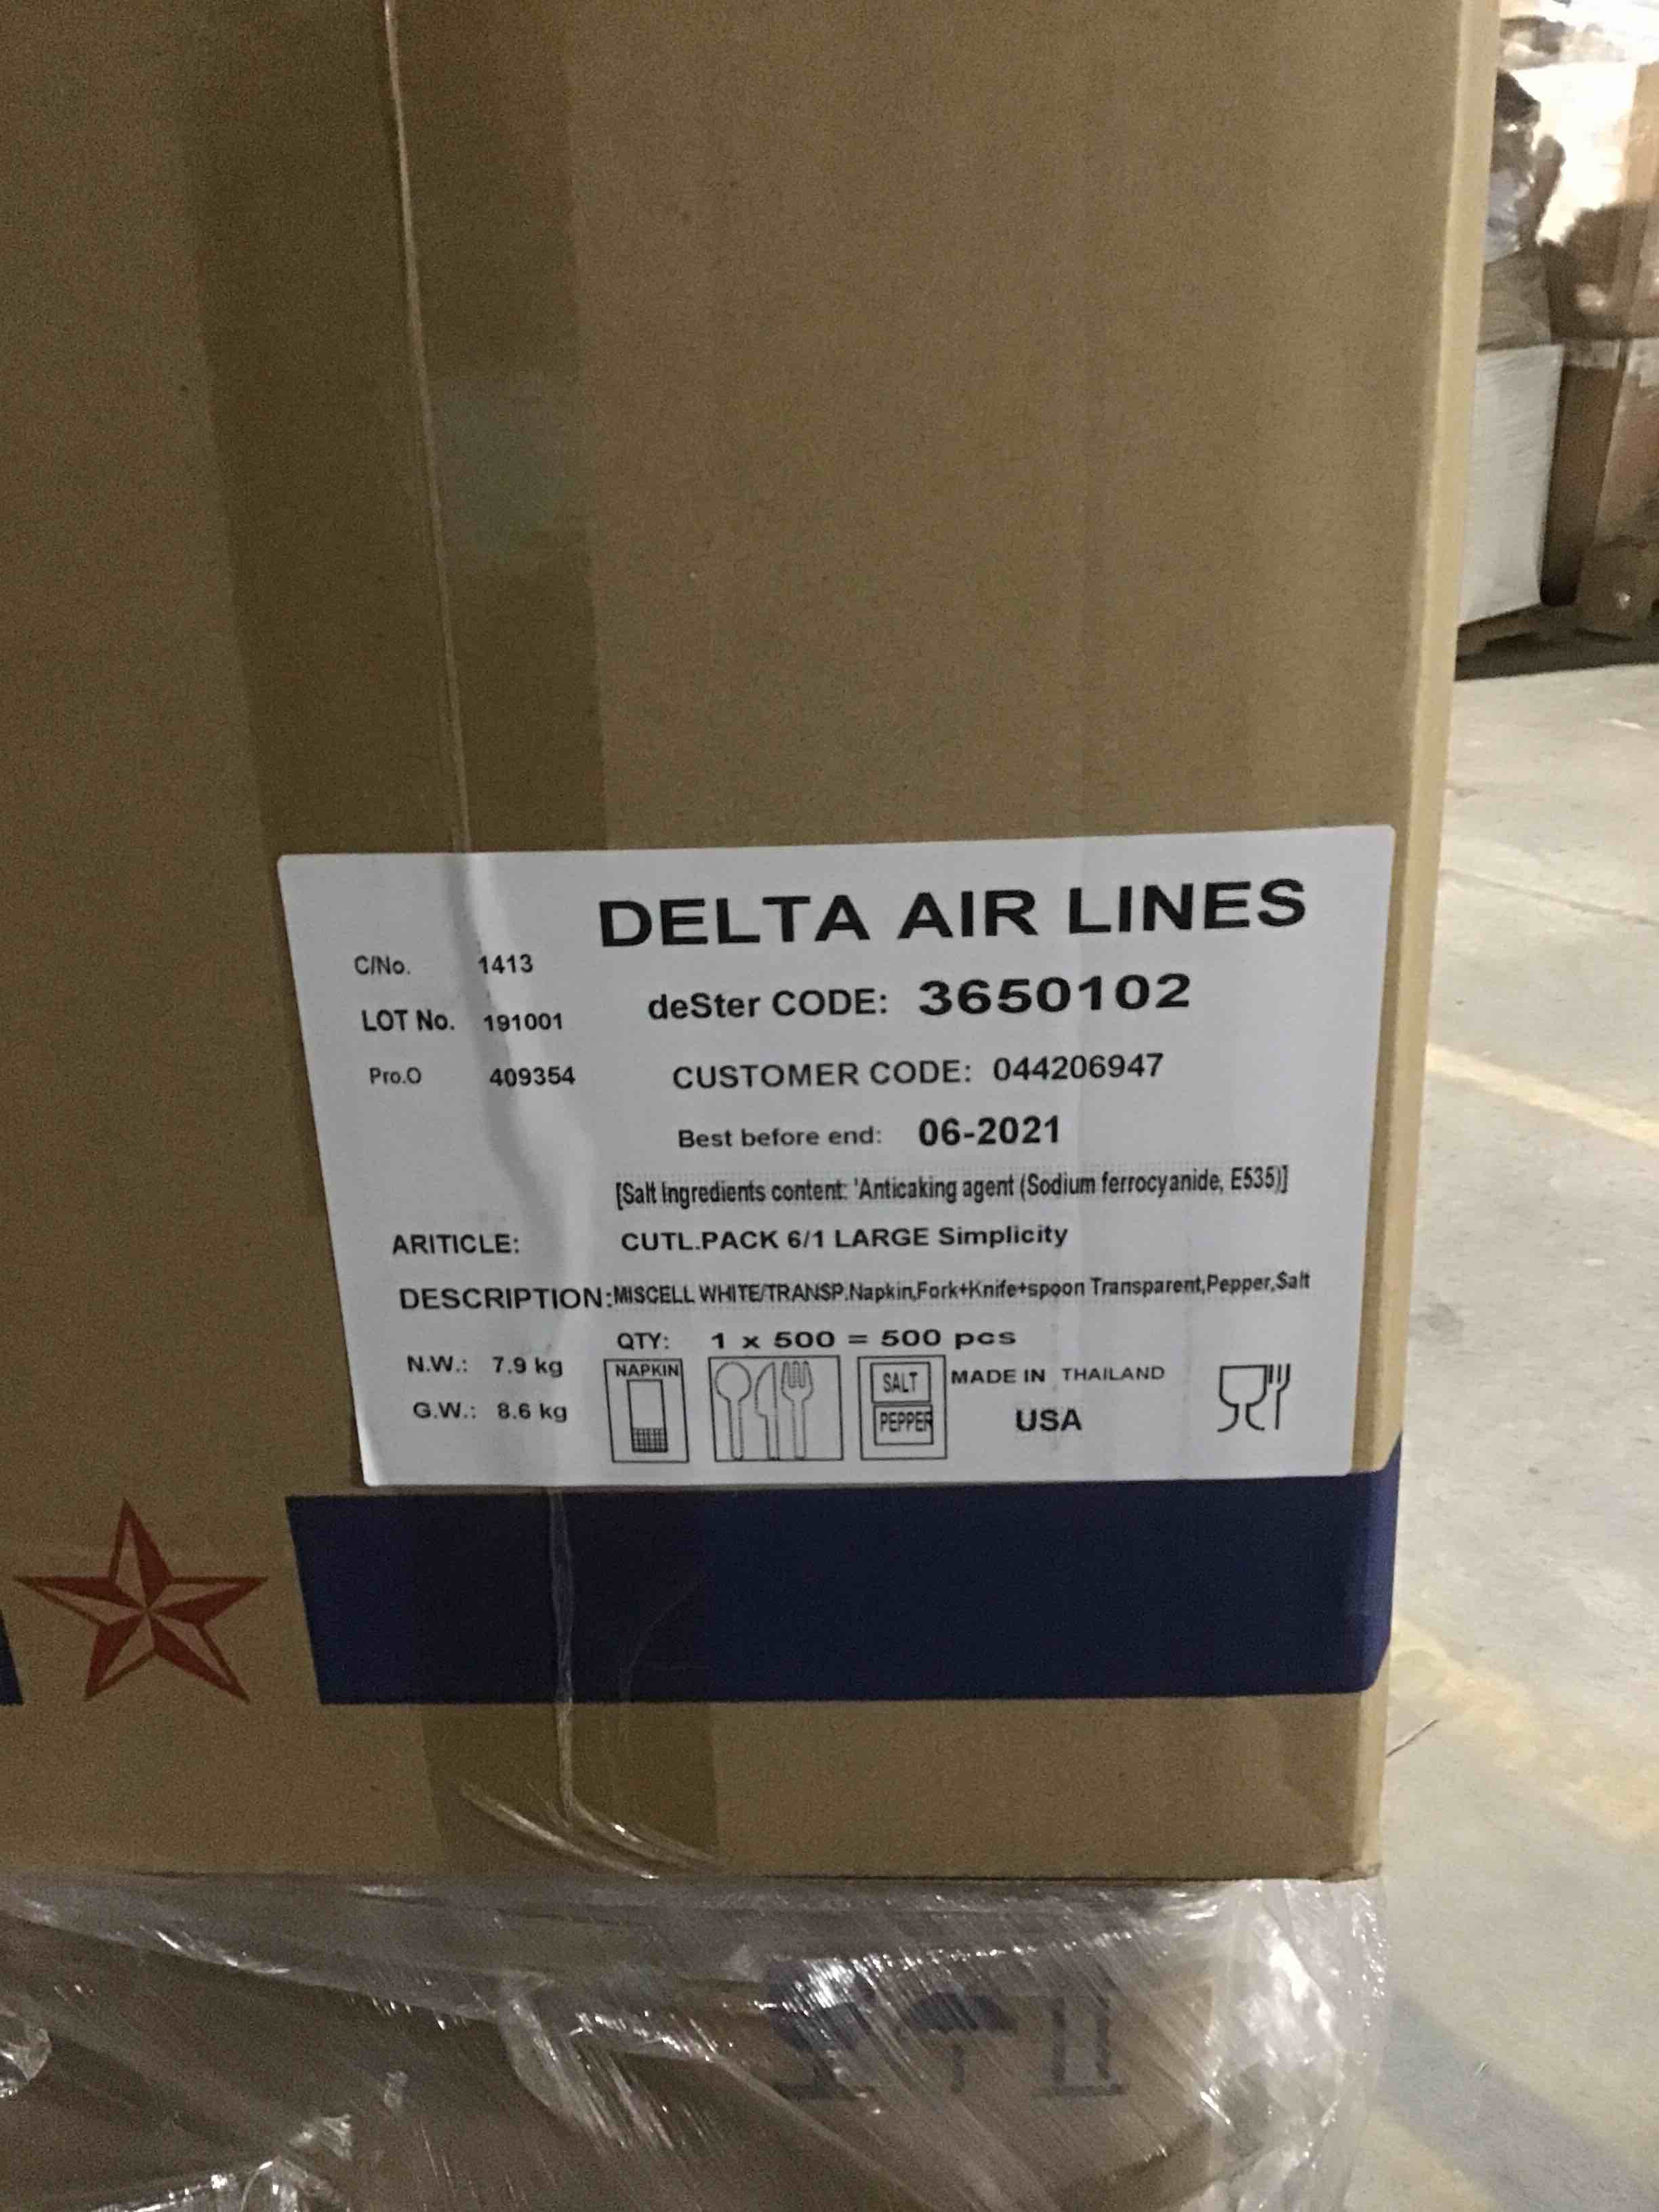 DELTA AIR LINES
C/No. 1413
deSter CODE: 3650102
LOT No. 191001
Pro.O 409354
CUSTOMER CODE: 044206947
Best before end: 06-2021
[Salt Ingredients content: 'Anticaking agent (Sodium ferrocyanide, E535)]
ARITICLE: CUTL.PACK 6/1 LARGE Simplicity
DESCRIPTION:MISCELL WHITE/TRANSP.Napkin,Fork+Knife+spoon Transparent,Pepper,Salt
QTY: 1 x 500 = 500 pcs
N.W.: 7.9 kg
NAPKIN
SALT
MADE IN THAILAND
G.W.: 8.6 kg
PEPPER
USA